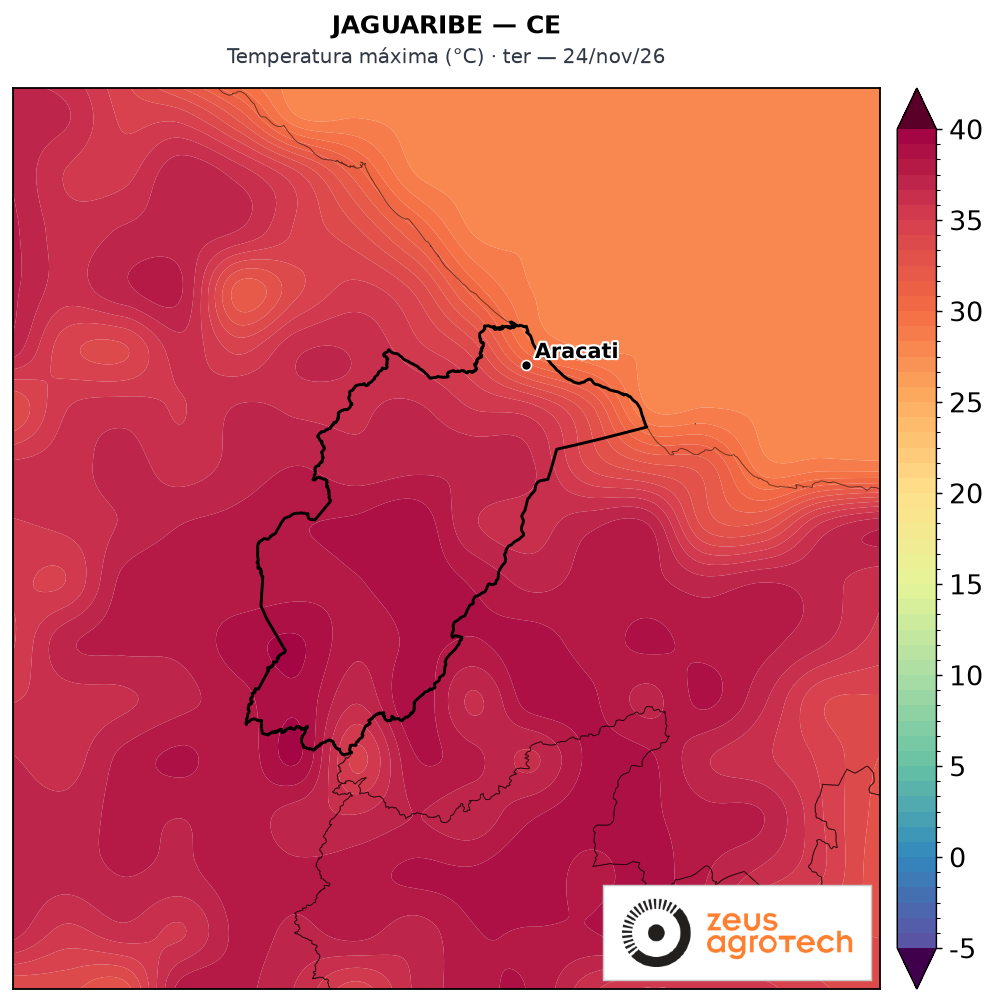 JAGUARIBE — CE
Temperatura máxima (°C) · ter — 24/nov/26
Aracati
40
35
30
25
20
15
10
5
0
-5
zeus
agrotech